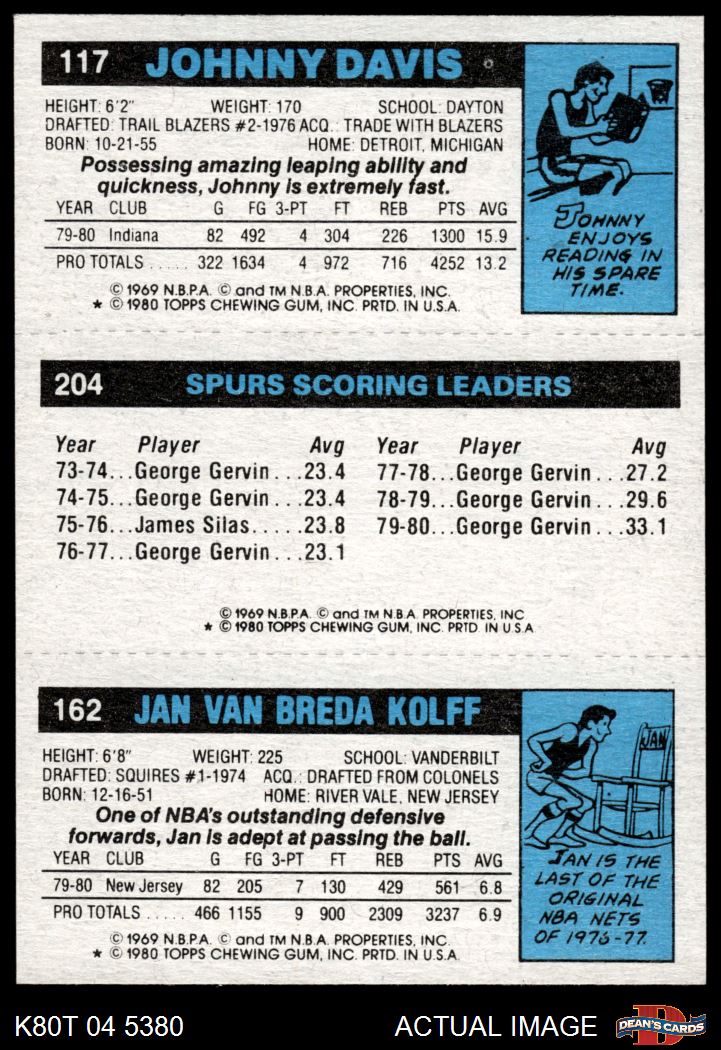 117 JOHNNY DAVIS
HEIGHT: 6'2" WEIGHT: 170 SCHOOL: DAYTON
DRAFTED: TRAIL BLAZERS #2-1976 ACQ.: TRADE WITH BLAZERS
BORN: 10-21-55 HOME: DETROIT, MICHIGAN
Possessing amazing leaping ability and
quickness, Johnny is extremely fast.
YEAR CLUB G FG 3-PT FT REB PTS AVG
79-80 Indiana 82 492 4 304 226 1300 15.9
PRO TOTALS ..... 322 1634 4 972 716 4252 13.2
© 1969 N.B.P.A. © and TM N.B.A. PROPERTIES, INC.
* © 1980 TOPPS CHEWING GUM, INC. PRTD. IN U.S.A.
JOHNNY
ENJOYS
READING IN
HIS SPARE
TIME.
204 SPURS SCORING LEADERS
Year Player Avg Year Player Avg
73-74...George Gervin...23.4 77-78...George Gervin...27.2
74-75...George Gervin...23.4 78-79...George Gervin...29.6
75-76...James Silas.....23.8 79-80...George Gervin...33.1
76-77...George Gervin...23.1
© 1969 N.B.P.A. © and TM N.B.A. PROPERTIES, INC
* © 1980 TOPPS CHEWING GUM, INC. PRTD. IN U.S.A
162 JAN VAN BREDA KOLFF
HEIGHT: 6'8" WEIGHT: 225 SCHOOL: VANDERBILT
DRAFTED: SQUIRES #1-1974 ACQ.: DRAFTED FROM COLONELS
BORN: 12-16-51 HOME: RIVER VALE, NEW JERSEY
One of NBA's outstanding defensive
forwards, Jan is adept at passing the ball.
YEAR CLUB G FG 3-PT FT REB PTS AVG
79-80 New Jersey 82 205 7 130 429 561 6.8
PRO TOTALS ..... 466 1155 9 900 2309 3237 6.9
© 1969 N.B.P.A. © and TM N.B.A. PROPERTIES, INC.
* © 1980 TOPPS CHEWING GUM, INC. PRTD. IN U.S.A.
JAN
JAN IS THE
LAST OF THE
ORIGINAL
NBA NETS
OF 1976-77.
K80T 04 5380 ACTUAL IMAGE
D
DEAN'S CARDS